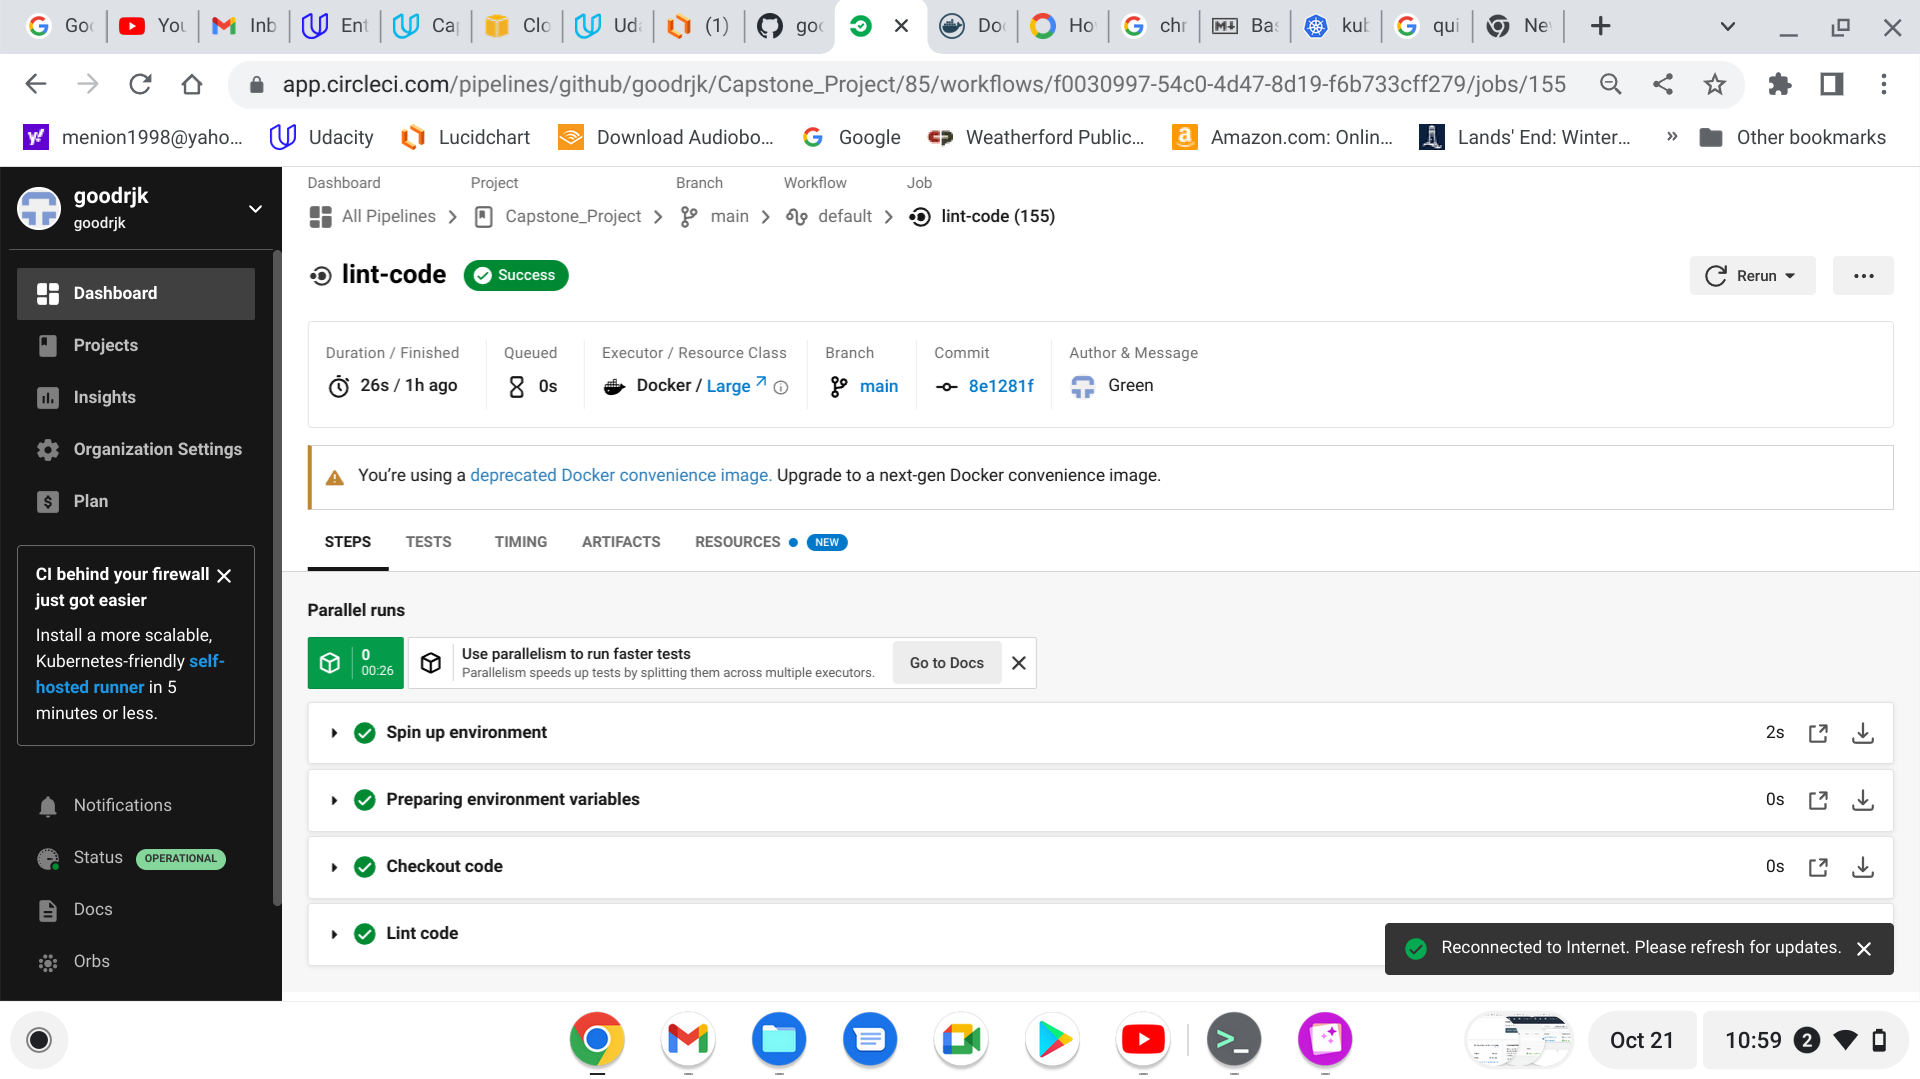 Go
You
Inb
Ent
Cap
Clo
Uda
(1)
goo
Doc
Ho
chr
Bas
kub
qui
Ne
app.circleci.com/pipelines/github/goodrjk/Capstone_Project/85/workflows/f0030997-54c0-4d47-8d19-f6b733cff279/jobs/155
menion1998@yaho...
Udacity
Lucidchart
Download Audiobo...
Google
Weatherford Public...
Amazon.com: Onlin...
Lands' End: Winter...
»
Other bookmarks
goodrjk
goodrjk
Dashboard
Projects
Insights
Organization Settings
Plan
CI behind your firewall
just got easier
Install a more scalable,
Kubernetes-friendly self-
hosted runner in 5
minutes or less.
Notifications
Status OPERATIONAL
Docs
Orbs
Dashboard Project Branch Workflow Job
All Pipelines Capstone_Project main default lint-code (155)
lint-code Success
Rerun
Duration / Finished
26s / 1h ago
Queued
0s
Executor / Resource Class
Docker / Large
Branch
main
Commit
8e1281f
Author & Message
Green
You’re using a deprecated Docker convenience image. Upgrade to a next-gen Docker convenience image.
STEPS TESTS TIMING ARTIFACTS RESOURCES NEW
Parallel runs
0
00:26
Use parallelism to run faster tests
Parallelism speeds up tests by splitting them across multiple executors.
Go to Docs
Spin up environment 2s
Preparing environment variables 0s
Checkout code 0s
Lint code
Reconnected to Internet. Please refresh for updates.
Oct 21
10:59 2